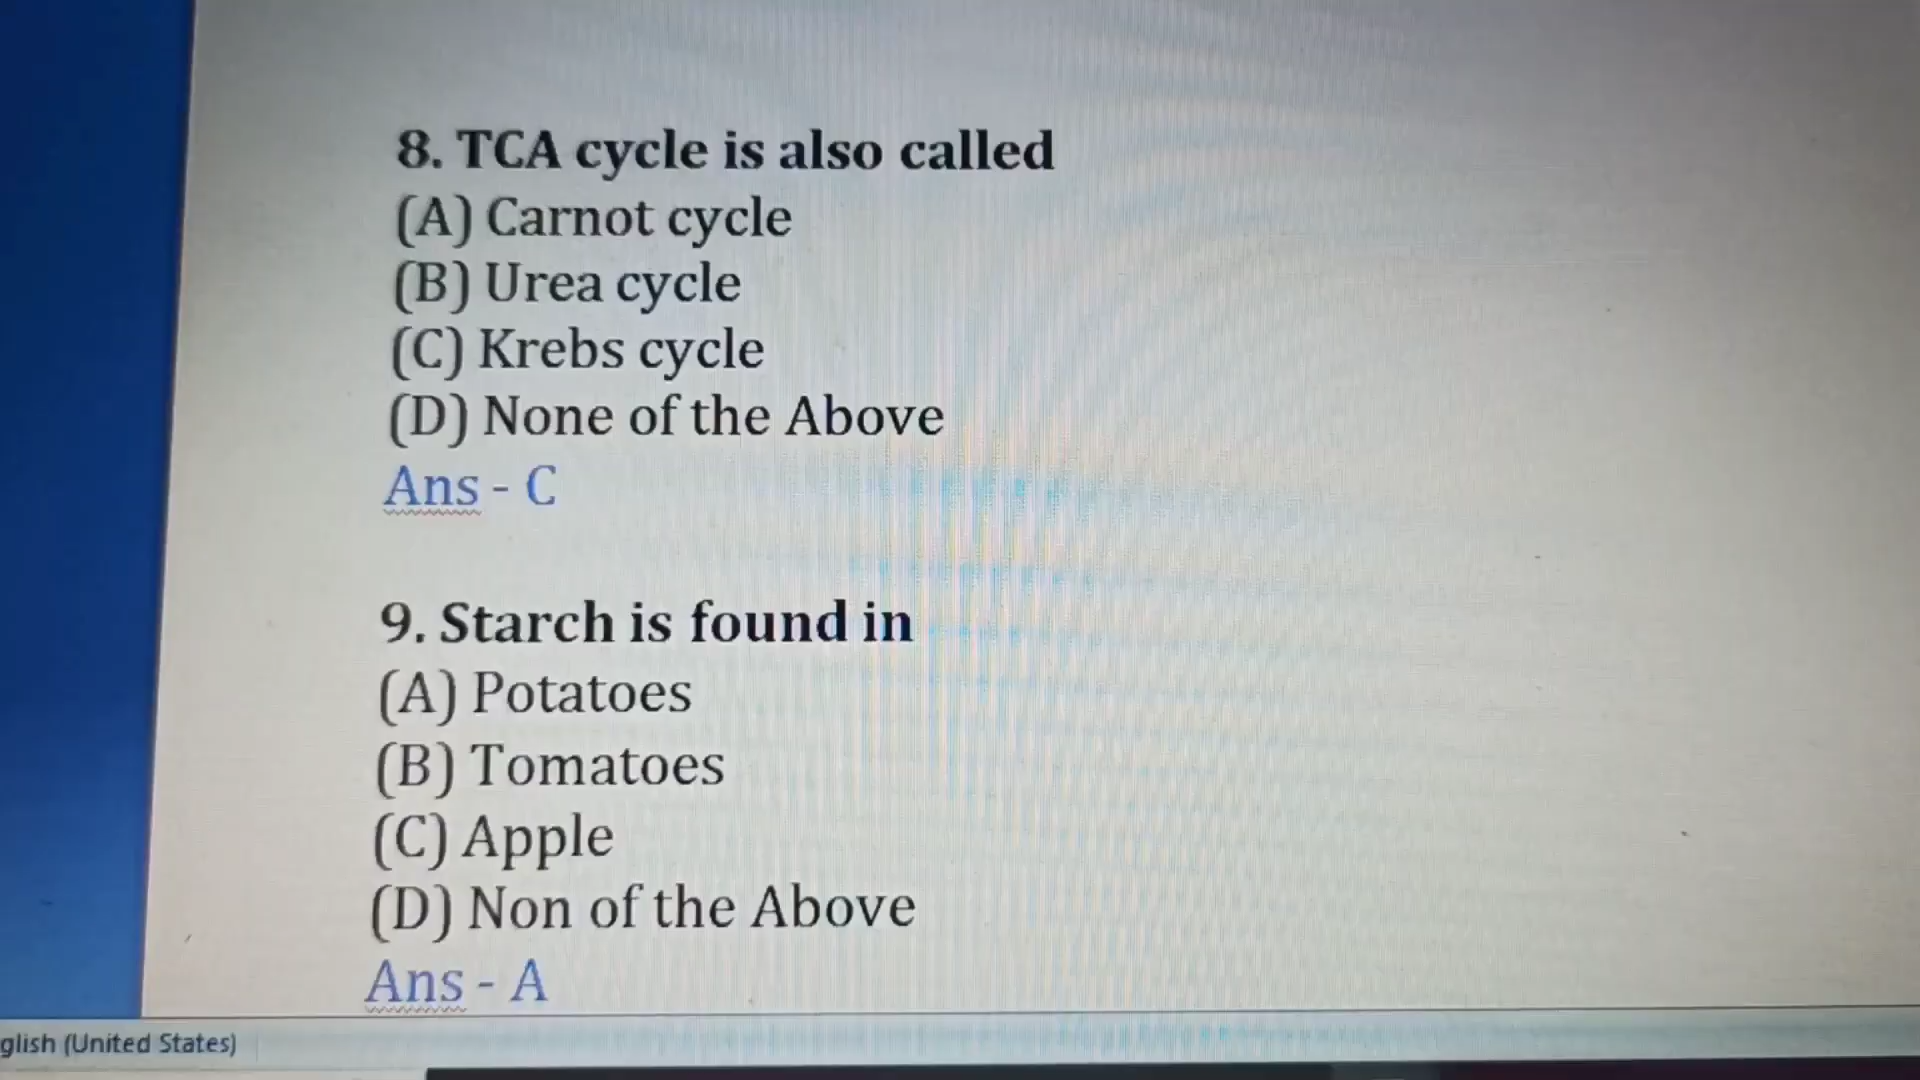 8. TCA cycle is also called
(A) Carnot cycle
(B) Urea cycle
(C) Krebs cycle
(D) None of the Above
Ans - C
9. Starch is found in
(A) Potatoes
(B) Tomatoes
(C) Apple
(D) Non of the Above
Ans - A
glish (United States)